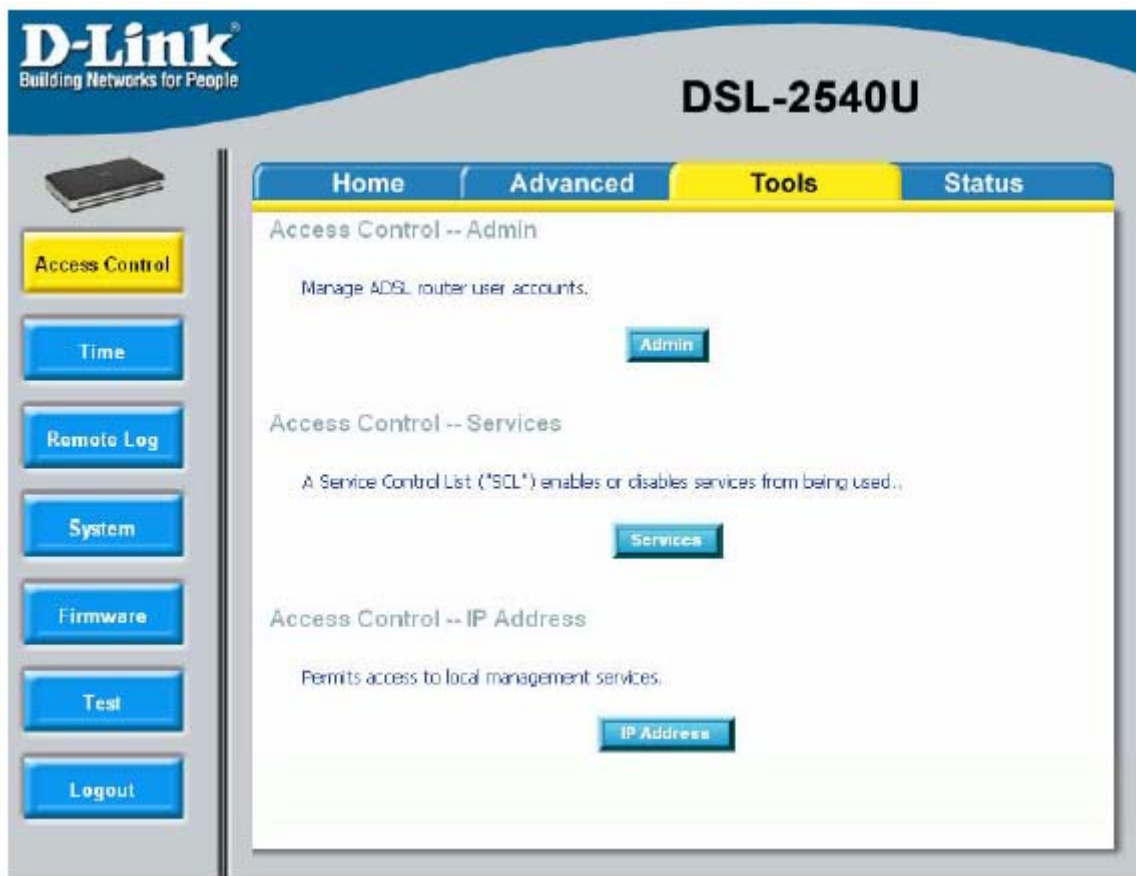 D-Link®
Building Networks for People
DSL-2540U
Home
Advanced
Tools
Status
Access Control
Time
Remote Log
System
Firmware
Test
Logout
Access Control -- Admin
Manage ADSL router user accounts.
Admin
Access Control -- Services
A Service Control List ("SCL") enables or disables services from being used..
Services
Access Control -- IP Address
Permits access to local management services.
IP Address